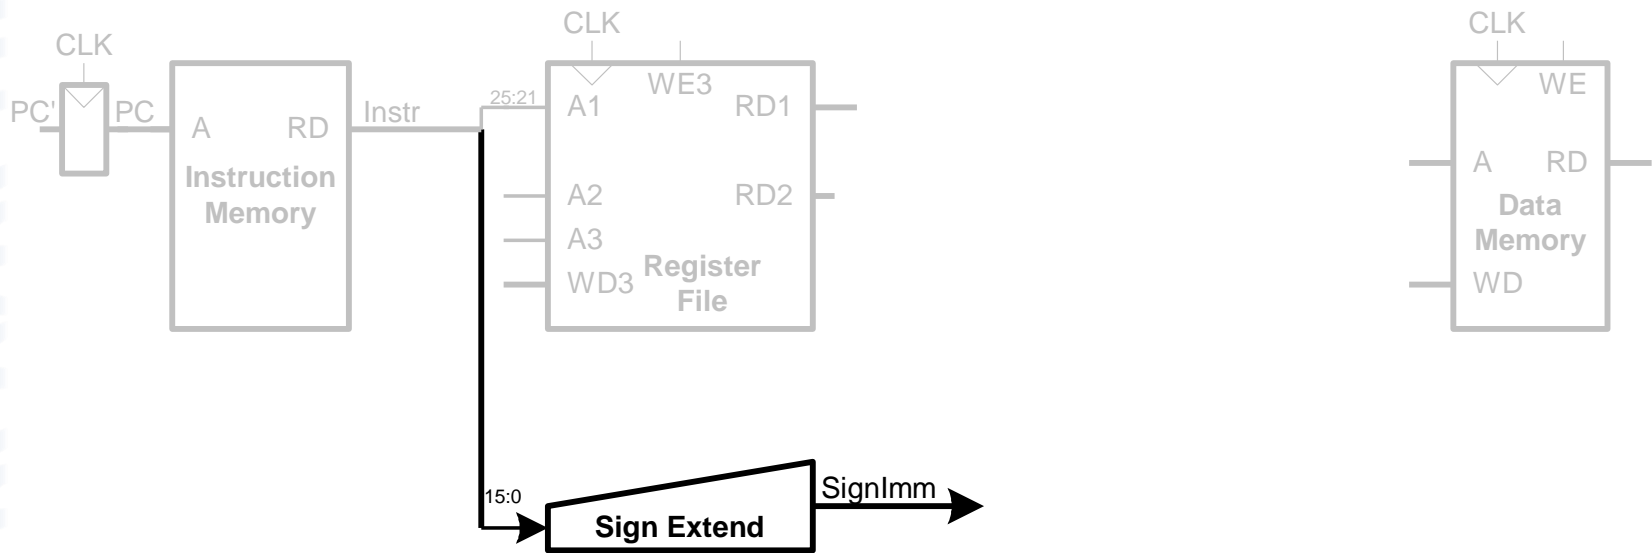 CLK
PC'
PC
A
RD
Instruction
Memory
Instr
25:21
CLK
WE3
A1
RD1
A2
RD2
A3
WD3
Register
File
CLK
WE
A
RD
Data
Memory
WD
15:0
Sign Extend
SignImm